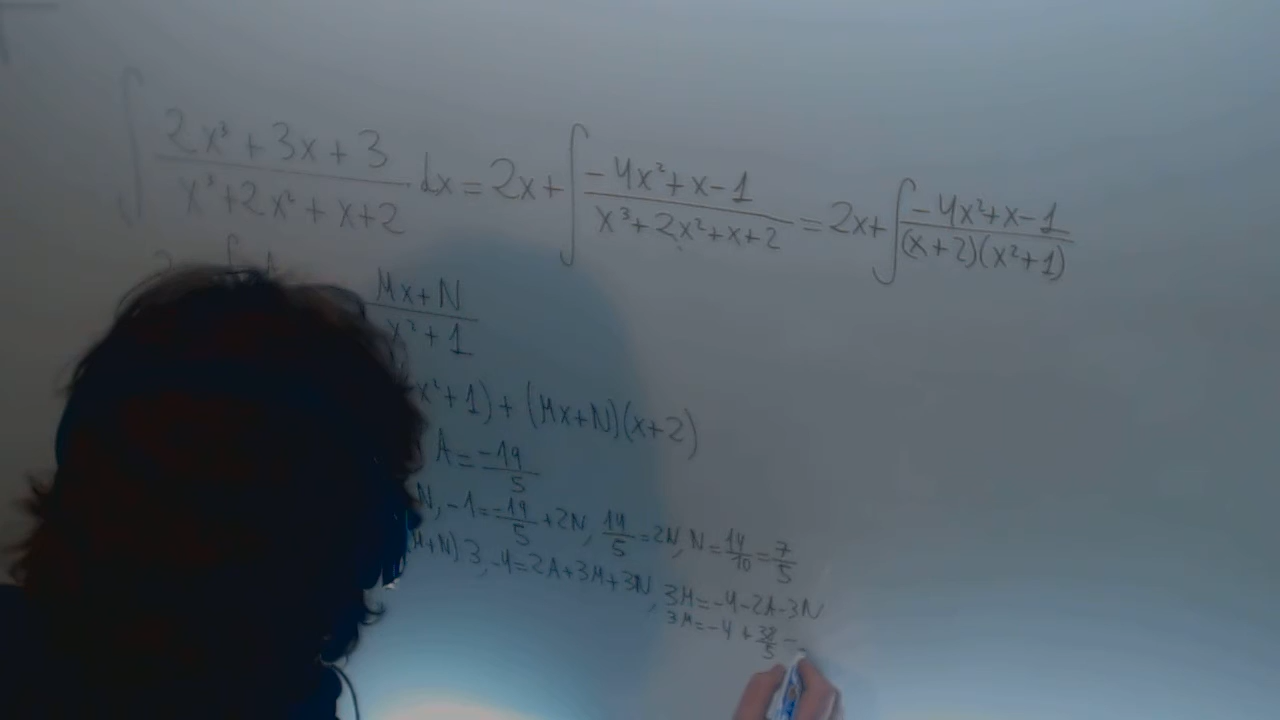 ∫ (2x³ + 3x + 3)/(x³ + 2x² + x + 2) dx = 2x + ∫ (-4x² + x - 1)/(x³ + 2x² + x + 2) = 2x + ∫ (-4x² + x - 1)/((x + 2)(x² + 1))
(Mx + N)/(x² + 1)
x² + 1) + (Mx + N)(x + 2)
A = -19/5
N, -1 = -19/5 + 2N, 14/5 = 2N, N = 14/10 = 7/5
M+N) 3, -4 = 2A + 3M + 3N, 3M = -4 - 2A - 3N
3M = -4 + 38/5 -